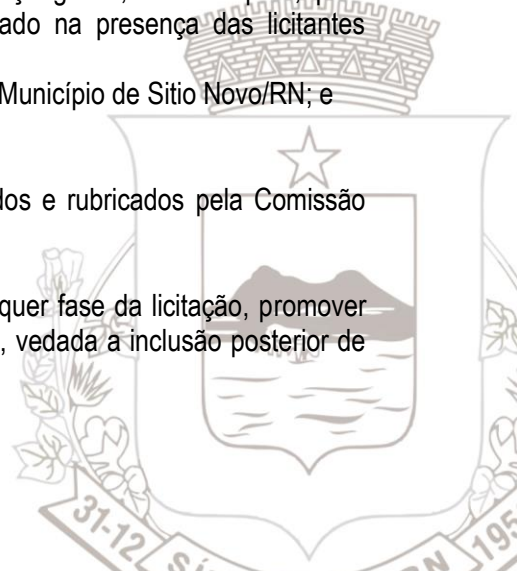 ado na presença das licitantes
Município de Sitio Novo/RN; e
dos e rubricados pela Comissão
quer fase da licitação, promover
, vedada a inclusão posterior de
31-12
RN